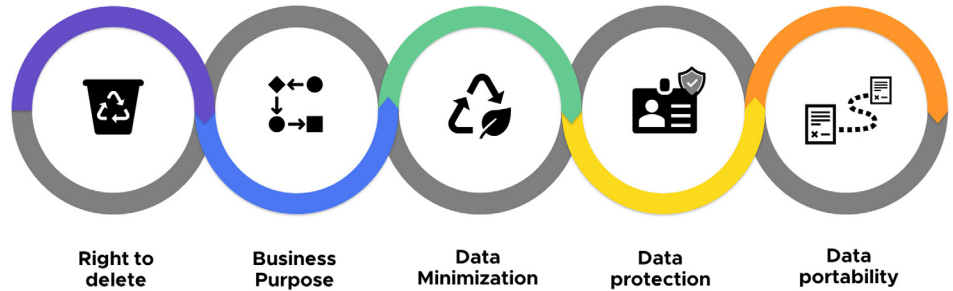 Right to
delete
Business
Purpose
Data
Minimization
Data
protection
Data
portability